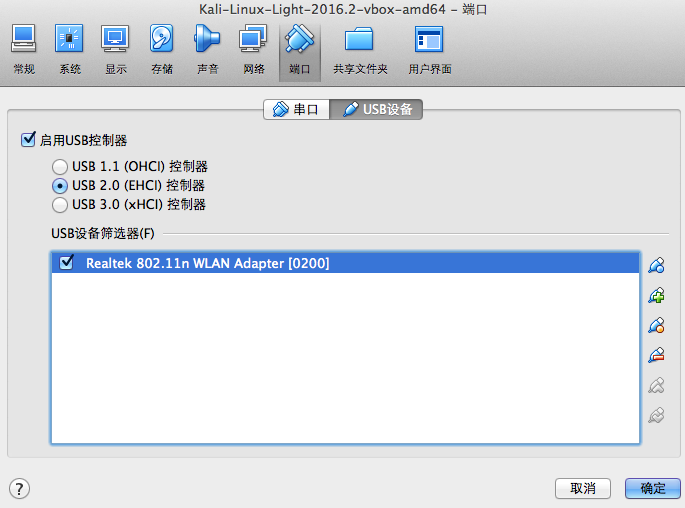 Kali-Linux-Light-2016.2-vbox-amd64 - 端口
常规 系统 显示 存储 声音 网络 端口 共享文件夹 用户界面
串口 USB设备
启用USB控制器
USB 1.1 (OHCI) 控制器
USB 2.0 (EHCI) 控制器
USB 3.0 (xHCI) 控制器
USB设备筛选器(F)
Realtek 802.11n WLAN Adapter [0200]
? 取消 确定